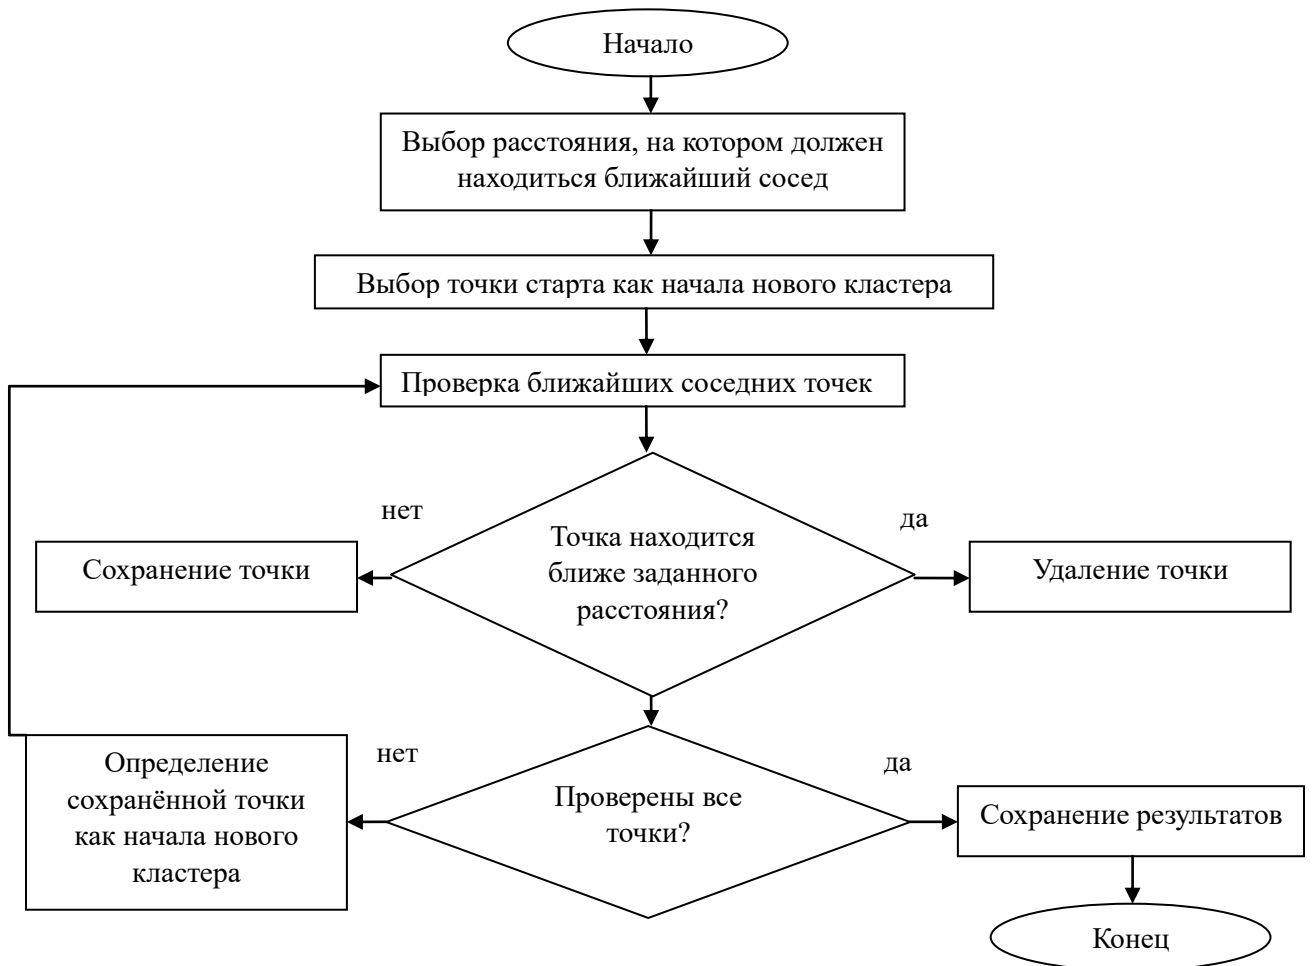 Начало
Выбор расстояния, на котором должен
находиться ближайший сосед
Выбор точки старта как начала нового кластера
Проверка ближайших соседних точек
нет
да
Сохранение точки
Точка находится
ближе заданного
расстояния?
Удаление точки
нет
да
Определение
сохранённой точки
как начала нового
кластера
Проверены все
точки?
Сохранение результатов
Конец